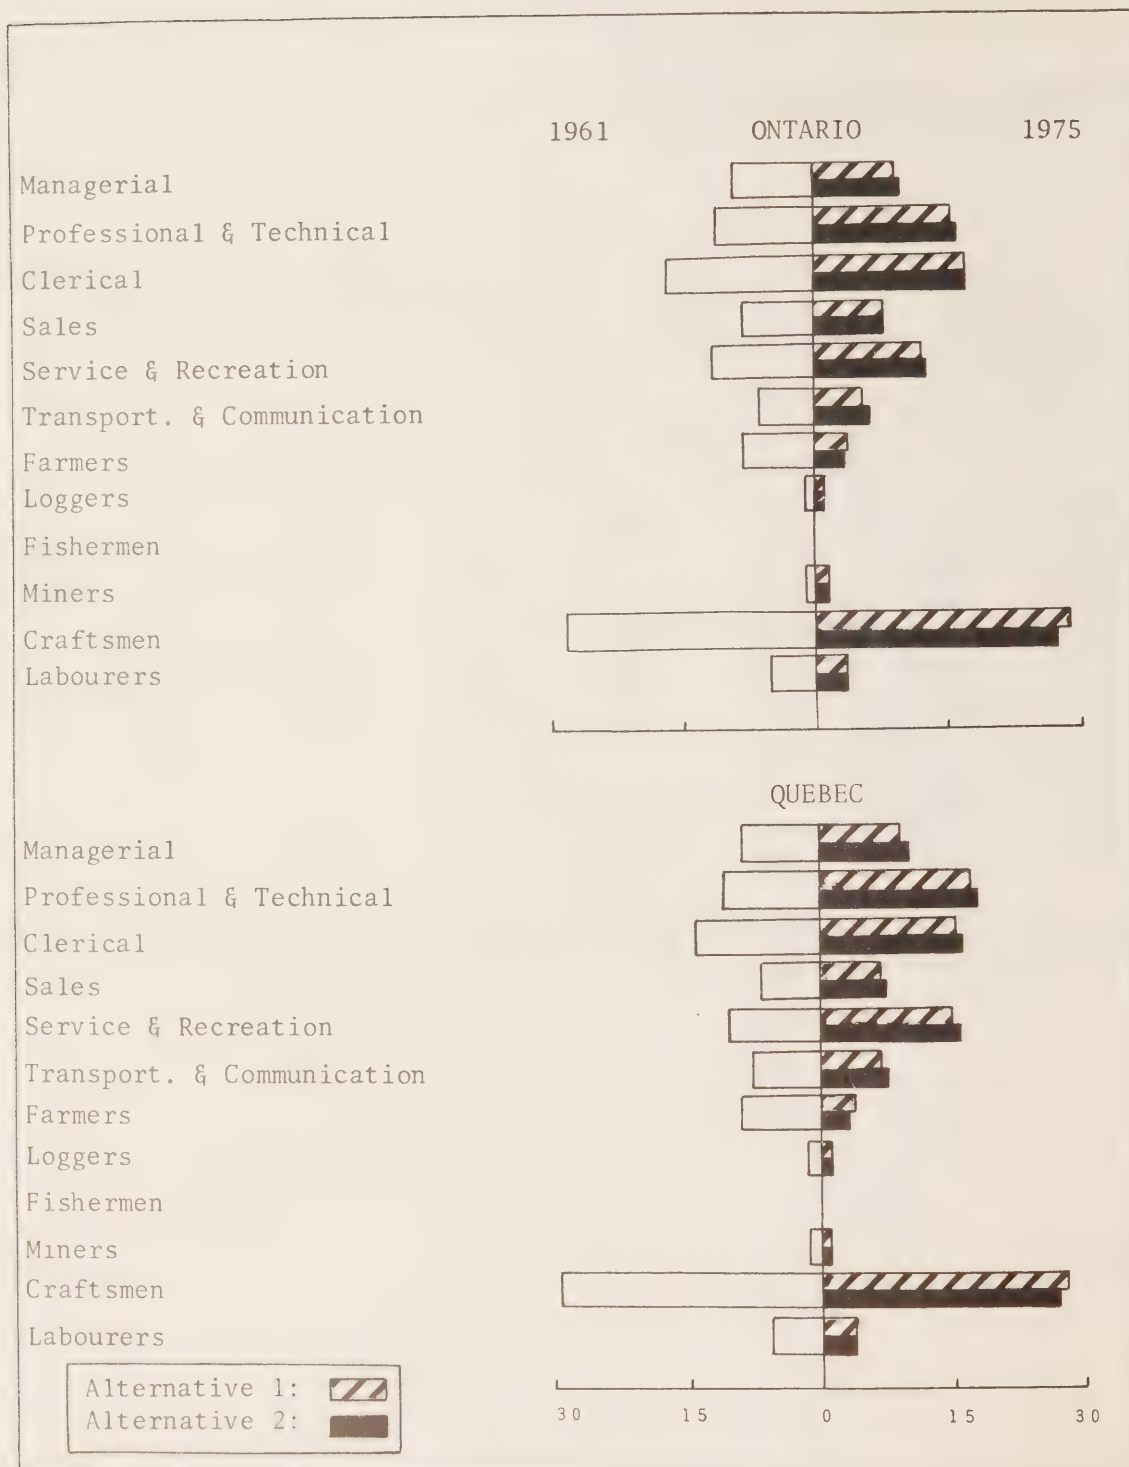 1961 ONTARIO 1975
Managerial
Professional & Technical
Clerical
Sales
Service & Recreation
Transport. & Communication
Farmers
Loggers
Fishermen
Miners
Craftsmen
Labourers
QUEBEC
Managerial
Professional & Technical
Clerical
Sales
Service & Recreation
Transport. & Communication
Farmers
Loggers
Fishermen
Miners
Craftsmen
Labourers
Alternative 1:
Alternative 2:
30 15 0 15 30